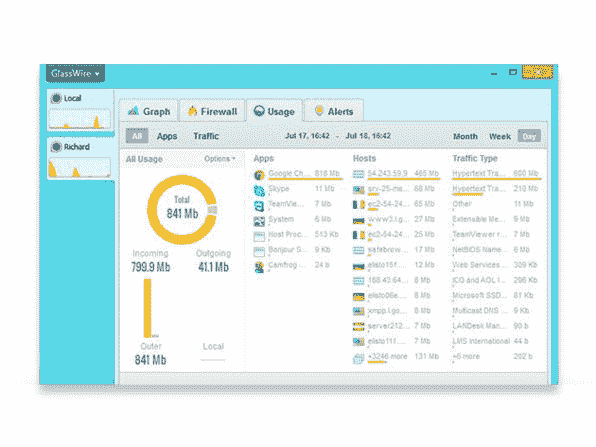 GlassWire
Local
Richard
Graph Firewall Usage Alerts
All Apps Traffic Jul 17, 16:42 - Jul 18, 16:42 Month Week Day
All Usage Options
Total
841 Mb
Incoming Outgoing
799.9 Mb 41.1 Mb
Outer Local
841 Mb
Apps
Google Ch... 818 Mb
Skype 11 Mb
TeamVie... 7 Mb
System 6 Mb
Host Proc... 513 Kb
Bonjour S... 9 Kb
Camfrog ... 24 b
Hosts
54.243.59.9 465 Mb
srv-25-ms... 68 Mb
ec2-54-24... 65 Mb
www3.l.g... 27 Mb
ec2-54-24... 25 Mb
safebrow... 17 Mb
elisto15f... 12 Mb
168.43.64... 8 Mb
elisto06e... 8 Mb
xmpp.l.go... 8 Mb
server212... 7 Mb
elisto11f... 7 Mb
+3246 more 131 Mb
Traffic Type
Hypertext Tra... 600 Mb
Hypertext Tra... 210 Mb
Other 11 Mb
Extensible Me... 9 Mb
TeamViewer r... 7 Mb
NetBIOS Name... 6 Mb
Web Services ... 309 Kb
ICQ and AOL I... 296 Kb
Microsoft SSD... 81 Kb
Multicast DNS ... 9 Kb
LANDesk Man... 90 b
LMS International 44 b
+6 more 202 b